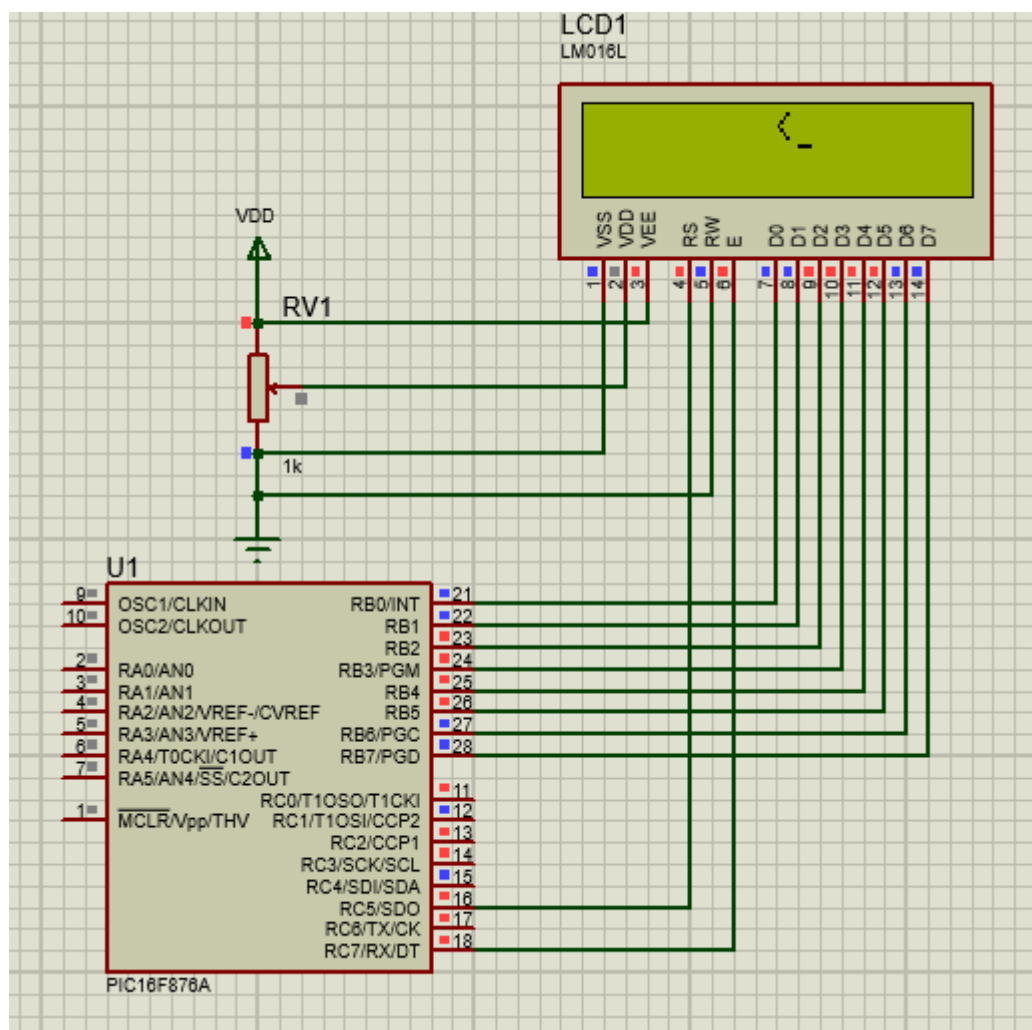 LCD1
LM016L
<_
VDD
RV1
1k
VSS
VDD
VEE
RS
RW
E
D0
D1
D2
D3
D4
D5
D6
D7
1
2
3
4
5
6
7
8
9
10
11
12
13
14
U1
9 OSC1/CLKIN
10 OSC2/CLKOUT
2 RA0/AN0
3 RA1/AN1
4 RA2/AN2/VREF-/CVREF
5 RA3/AN3/VREF+
6 RA4/T0CKI/C1OUT
7 RA5/AN4/SS/C2OUT
1 MCLR/Vpp/THV
RB0/INT 21
RB1 22
RB2 23
RB3/PGM 24
RB4 25
RB5 26
RB6/PGC 27
RB7/PGD 28
RC0/T1OSO/T1CKI 11
RC1/T1OSI/CCP2 12
RC2/CCP1 13
RC3/SCK/SCL 14
RC4/SDI/SDA 15
RC5/SDO 16
RC6/TX/CK 17
RC7/RX/DT 18
PIC16F876A